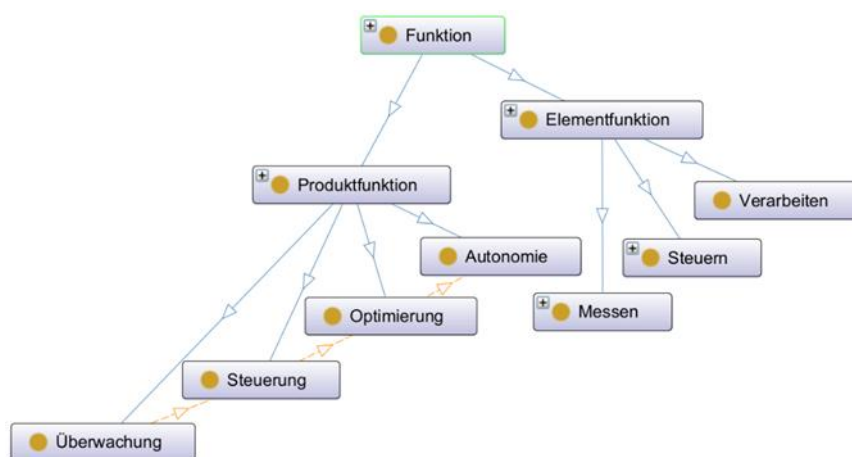 Funktion
Elementfunktion
Produktfunktion
Verarbeiten
Autonomie
Steuern
Optimierung
Messen
Steuerung
Überwachung